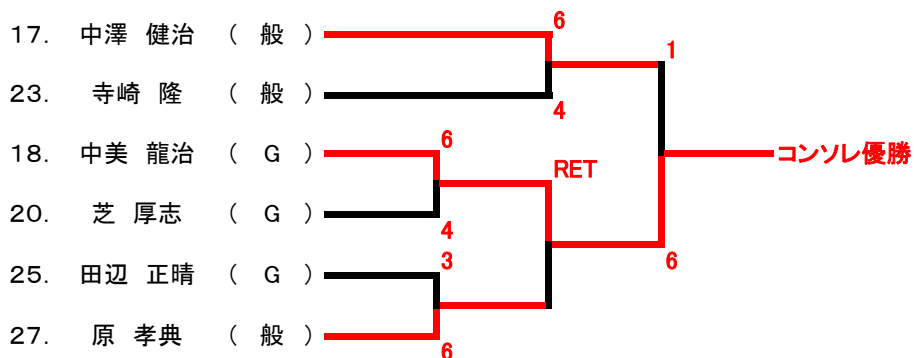 17. 中澤 健治 ( 般 ) 6
1
23. 寺崎 隆 ( 般 ) 4
18. 中美 龍治 ( G ) 6
RET
コンソレ優勝
20. 芝 厚志 ( G ) 4
25. 田辺 正晴 ( G ) 3
6
27. 原 孝典 ( 般 ) 6